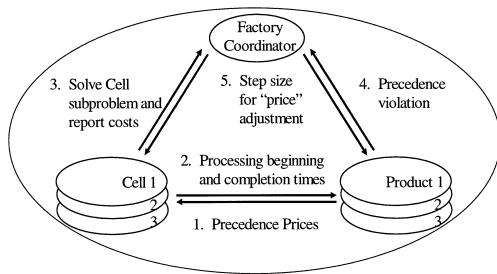 Factory
Coordinator
3. Solve Cell
subproblem and
report costs
5. Step size
for “price”
adjustment
4. Precedence
violation
2. Processing beginning
and completion times
Cell 1
2
3
Product 1
2
3
1. Precedence Prices